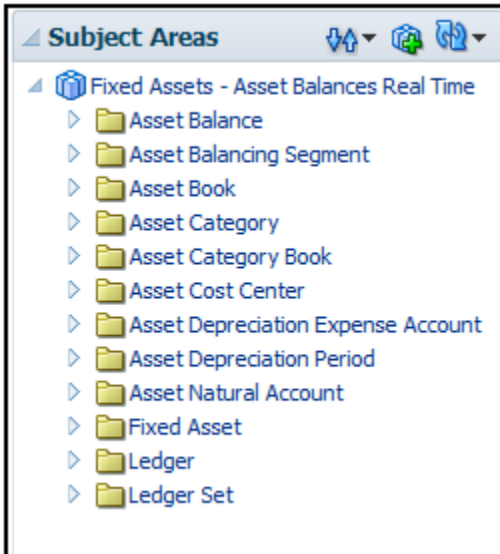 Subject Areas
Fixed Assets - Asset Balances Real Time
Asset Balance
Asset Balancing Segment
Asset Book
Asset Category
Asset Category Book
Asset Cost Center
Asset Depreciation Expense Account
Asset Depreciation Period
Asset Natural Account
Fixed Asset
Ledger
Ledger Set